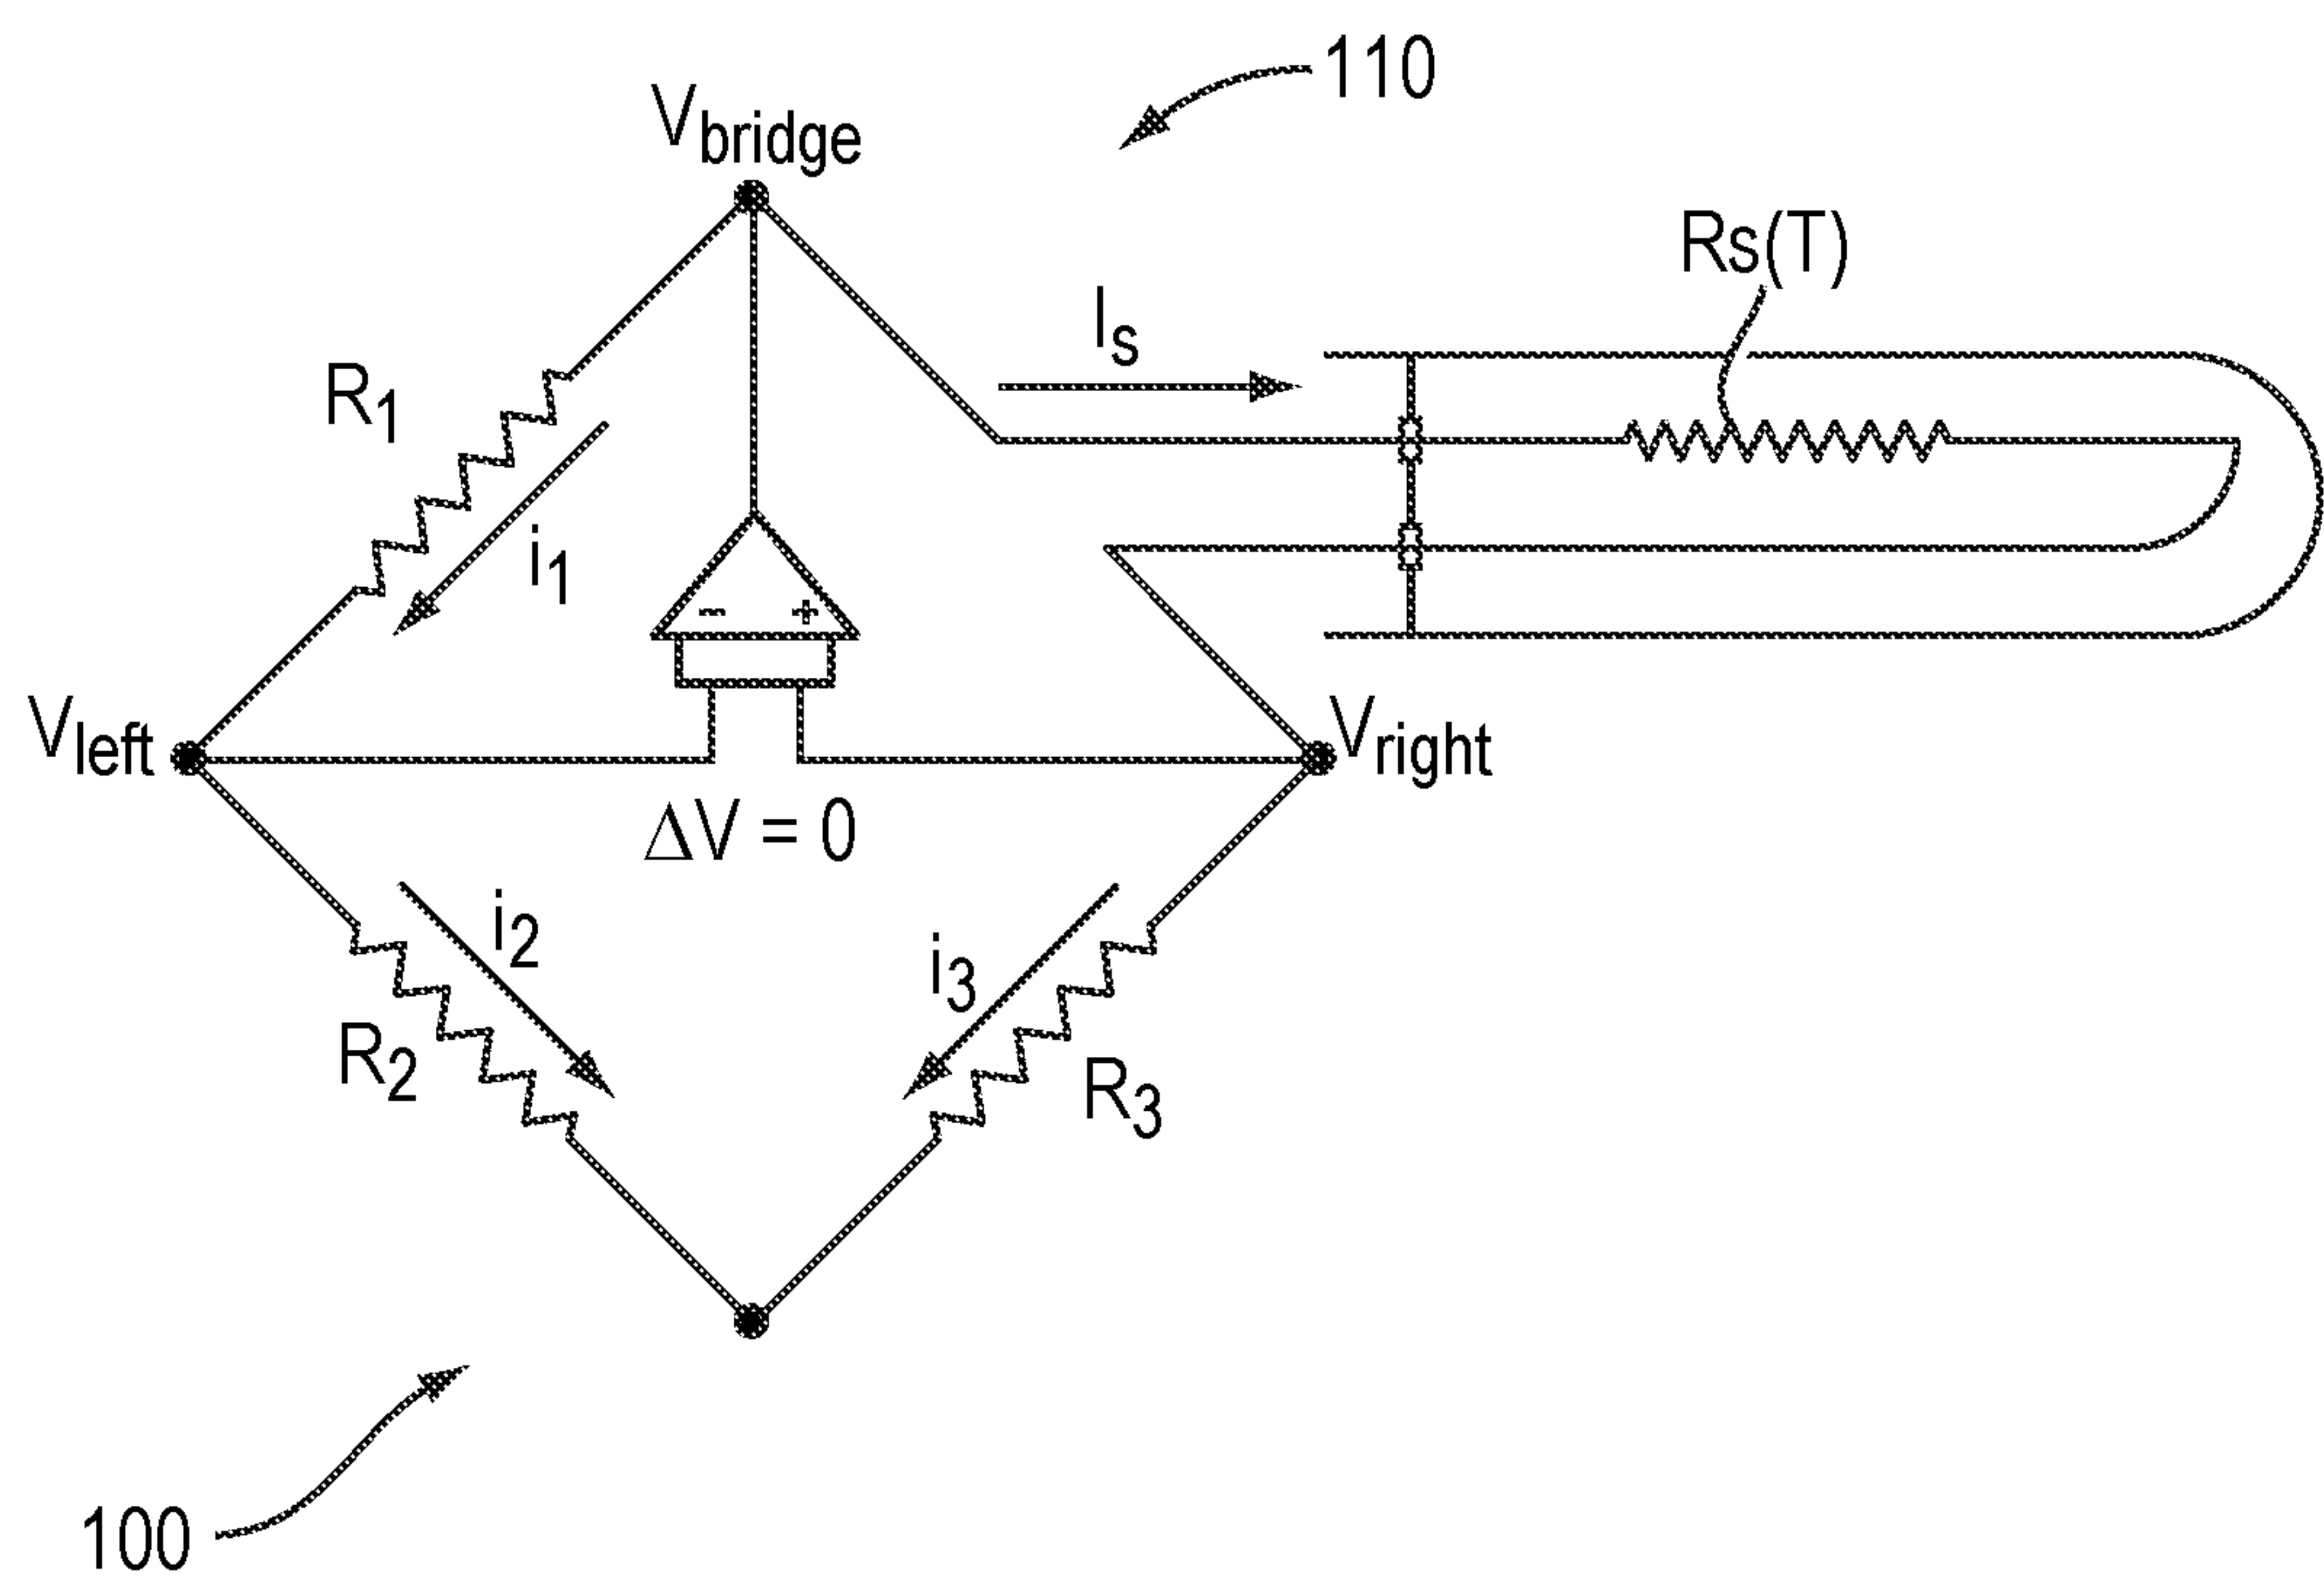 110
Vbridge
Rs(T)
Is
R1
i1
- +
Vleft
Vright
ΔV = 0
i2
i3
R2
R3
100